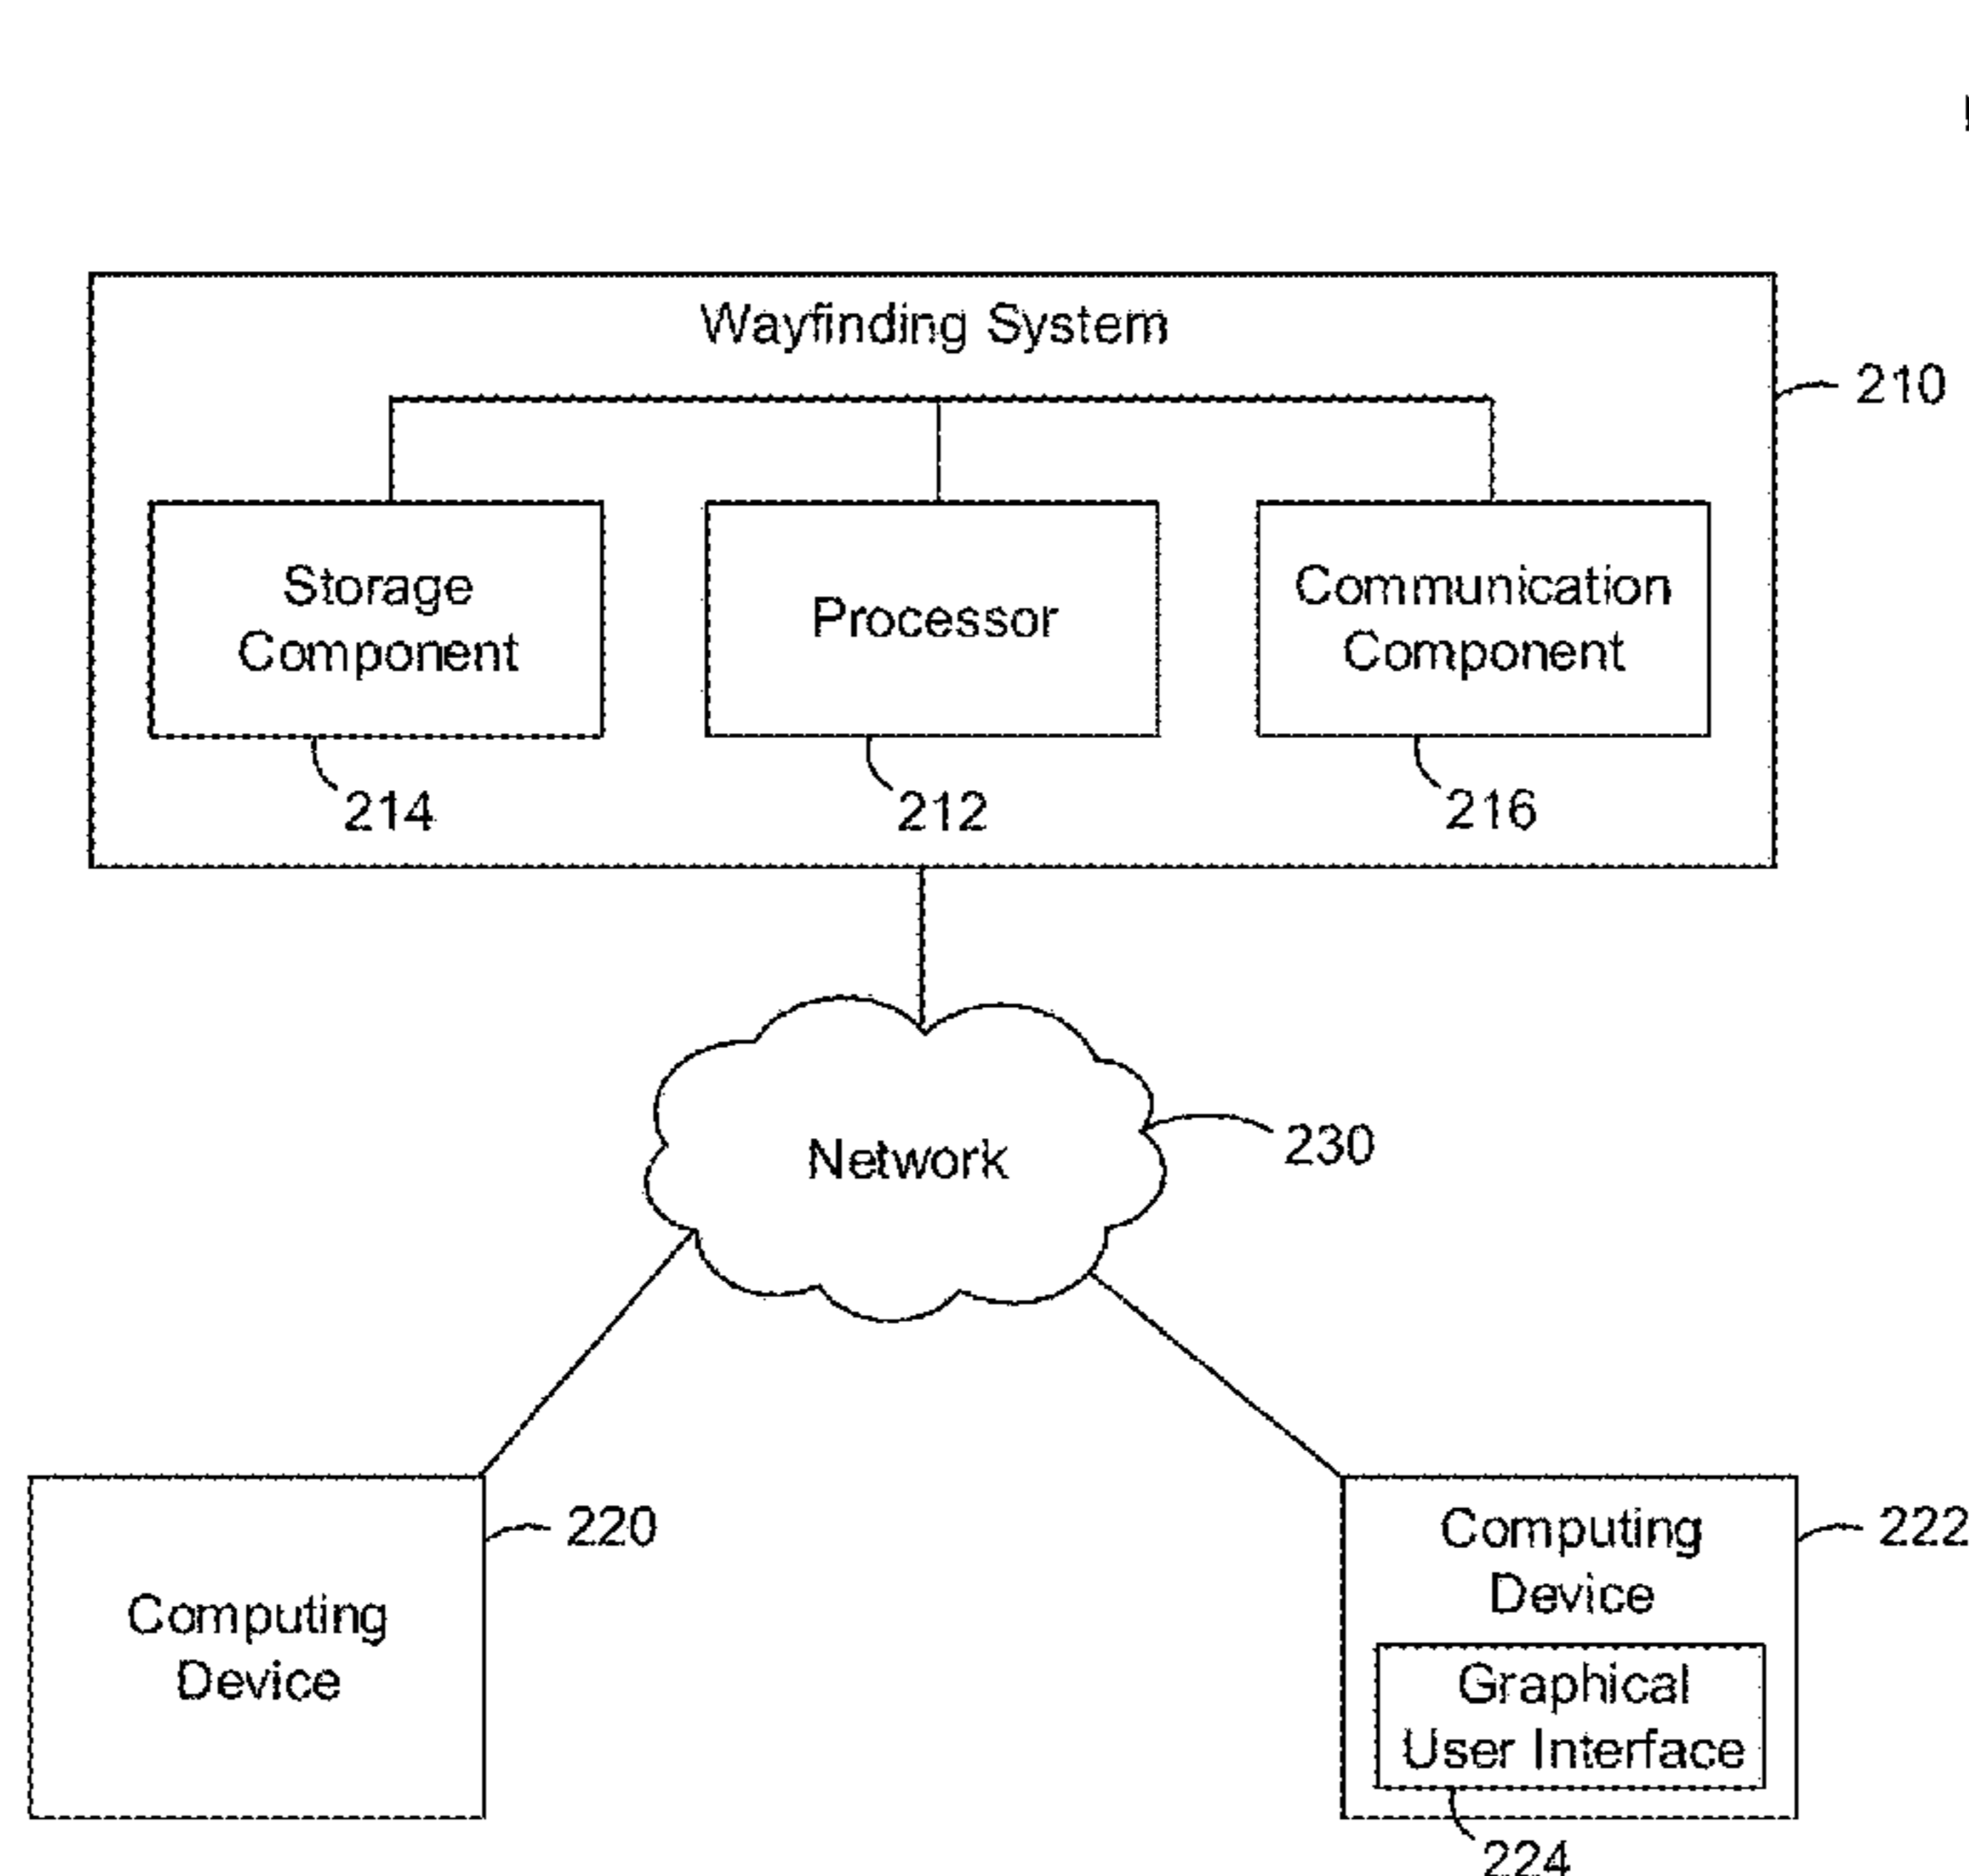 Wayfinding System
210
Storage
Component
Processor
Communication
Component
214
212
216
Network
230
220
Computing
Device
222
Computing
Device
Graphical
User Interface
224